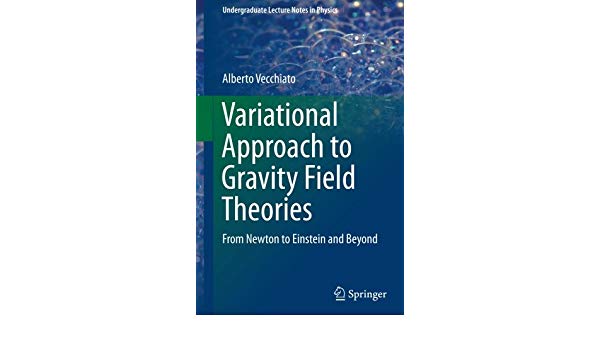 Undergraduate Lecture Notes in Physics
Alberto Vecchiato
Variational
Approach to
Gravity Field
Theories
From Newton to Einstein and Beyond
Springer